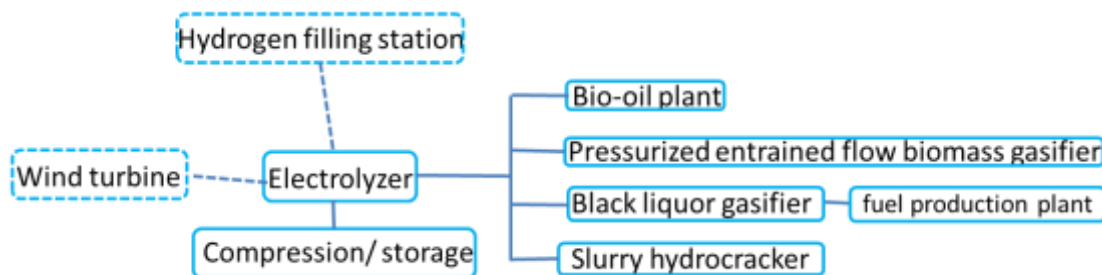 Hydrogen filling station
Bio-oil plant
Pressurized entrained flow biomass gasifier
Wind turbine
Electrolyzer
Black liquor gasifier
fuel production plant
Compression/ storage
Slurry hydrocracker